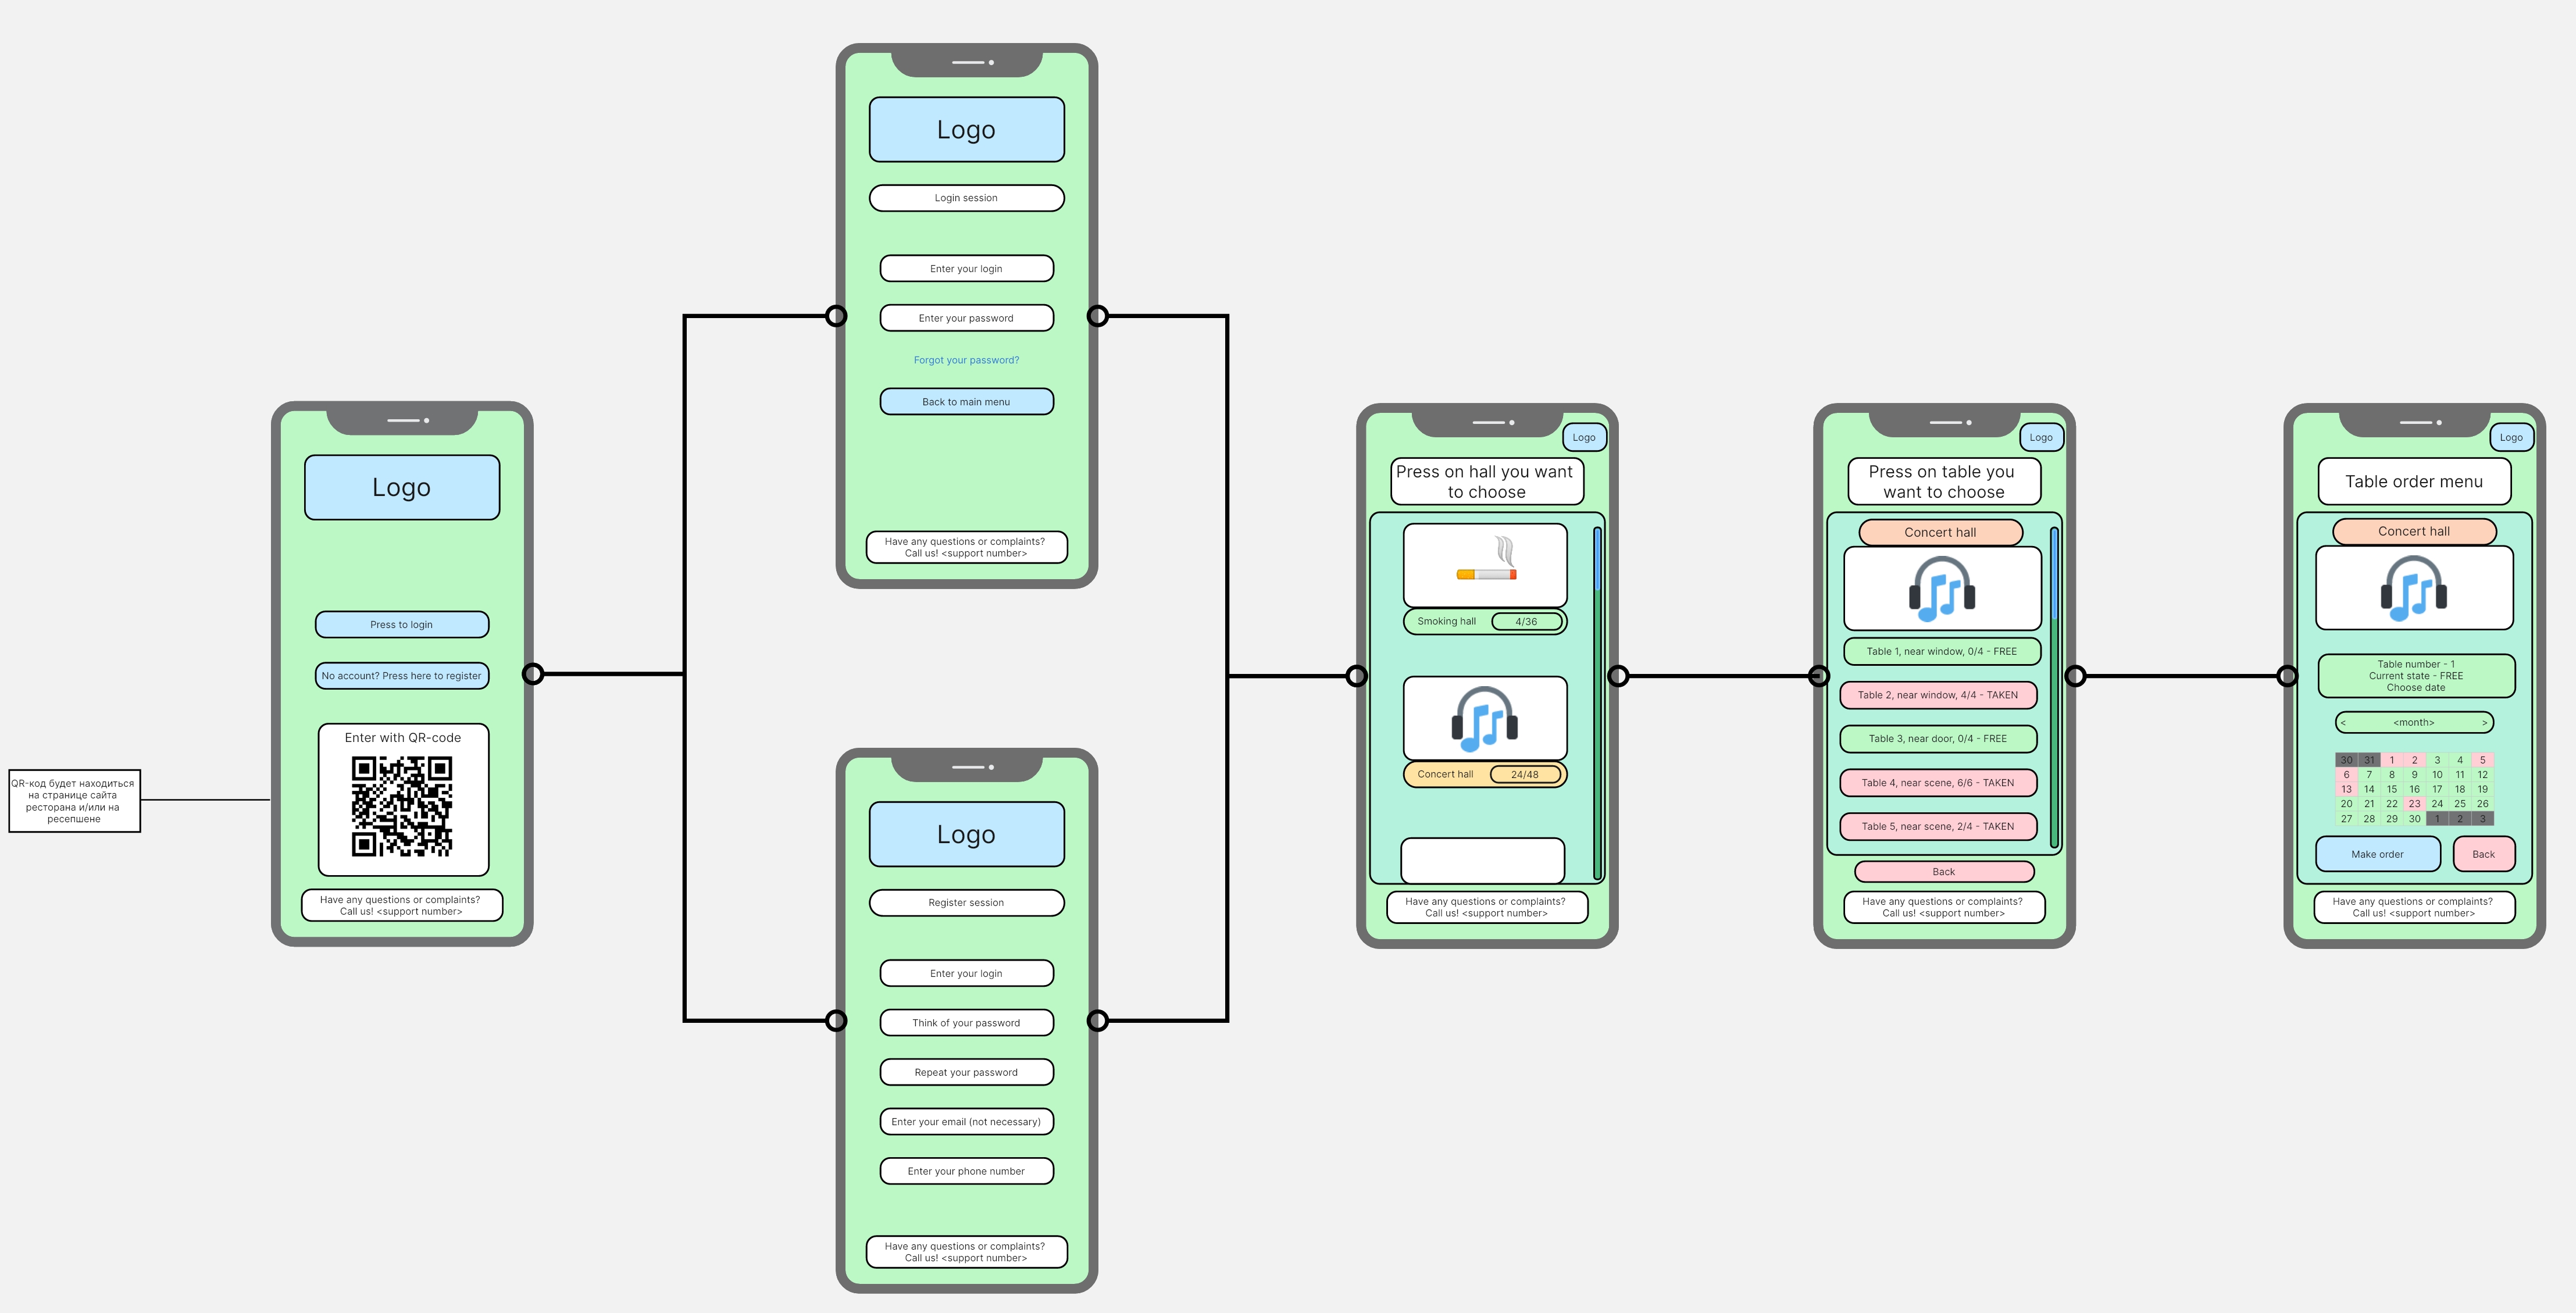 QR-код будет находиться
на странице сайта
ресторана и/или на
ресепшене
Logo
Press to login
No account? Press here to register
Enter with QR-code
Have any questions or complaints?
Call us! <support number>
Logo
Login session
Enter your login
Enter your password
Forgot your password?
Back to main menu
Have any questions or complaints?
Call us! <support number>
Logo
Register session
Enter your login
Think of your password
Repeat your password
Enter your email (not necessary)
Enter your phone number
Have any questions or complaints?
Call us! <support number>
Logo
Press on hall you want
to choose
Smoking hall 4/36
Concert hall 24/48
Have any questions or complaints?
Call us! <support number>
Logo
Press on table you
want to choose
Concert hall
Table 1, near window, 0/4 - FREE
Table 2, near window, 4/4 - TAKEN
Table 3, near door, 0/4 - FREE
Table 4, near scene, 6/6 - TAKEN
Table 5, near scene, 2/4 - TAKEN
Back
Have any questions or complaints?
Call us! <support number>
Logo
Table order menu
Concert hall
Table number - 1
Current state - FREE
Choose date
< <month> >
30 31 1 2 3 4 5
6 7 8 9 10 11 12
13 14 15 16 17 18 19
20 21 22 23 24 25 26
27 28 29 30 1 2 3
Make order Back
Have any questions or complaints?
Call us! <support number>